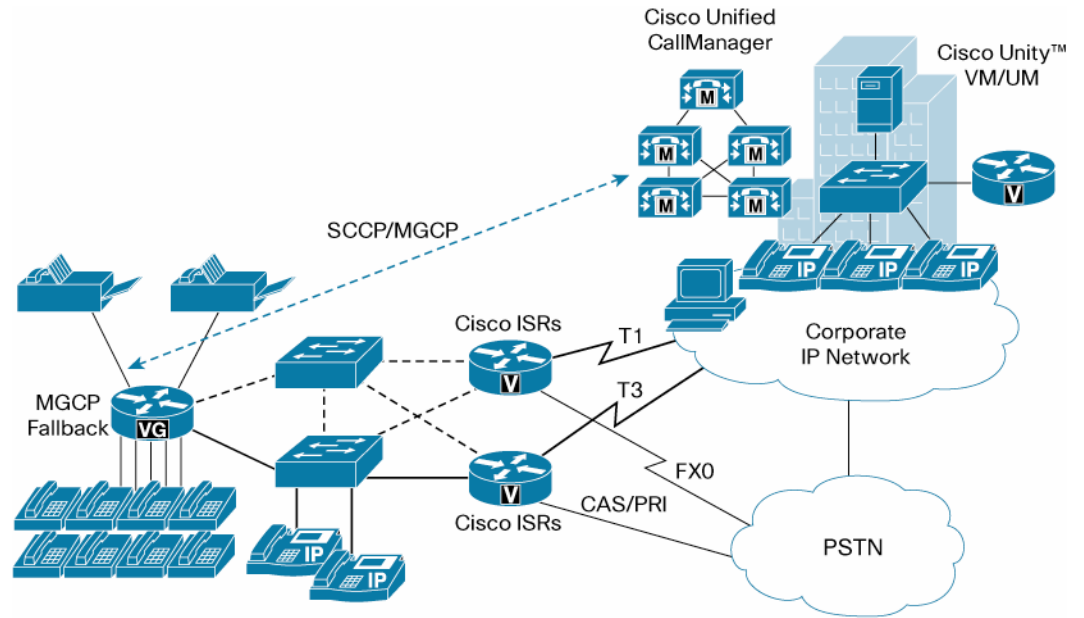 Cisco Unified
CallManager
Cisco Unity™
VM/UM
M
M
M
M
M
V
SCCP/MGCP
IP
IP
IP
Cisco ISRs
T1
Corporate
IP Network
V
MGCP
Fallback
VG
T3
FX0
V
CAS/PRI
Cisco ISRs
PSTN
IP
IP